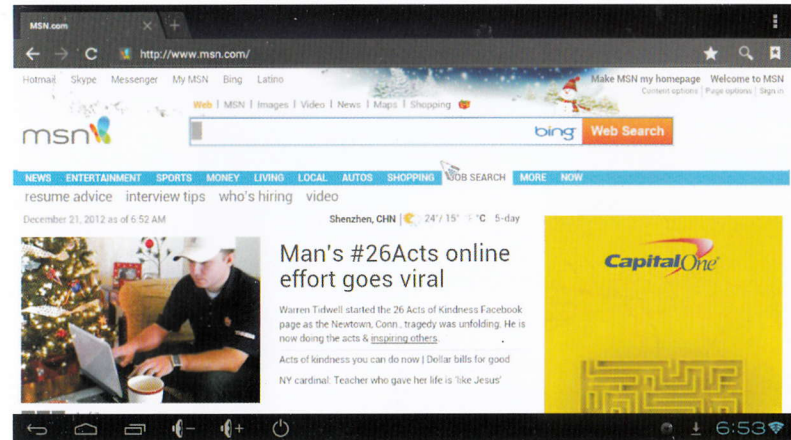 MSN.com
http://www.msn.com/
Hotmail Skype Messenger My MSN Bing Latino
Make MSN my homepage Welcome to MSN
Content options | Page options | Sign in
Web | MSN | Images | Video | News | Maps | Shopping
msn
bing Web Search
NEWS ENTERTAINMENT SPORTS MONEY LIVING LOCAL AUTOS SHOPPING JOB SEARCH MORE NOW
resume advice interview tips who's hiring video
December 21, 2012 as of 6:52 AM
Shenzhen, CHN | 24°/ 15° °F °C 5-day
Man's #26Acts online
effort goes viral
Warren Tidwell started the 26 Acts of Kindness Facebook
page as the Newtown, Conn., tragedy was unfolding. He is
now doing the acts & inspiring others.
Acts of kindness you can do now | Dollar bills for good
NY cardinal: Teacher who gave her life is 'like Jesus'
CapitalOne
6:53